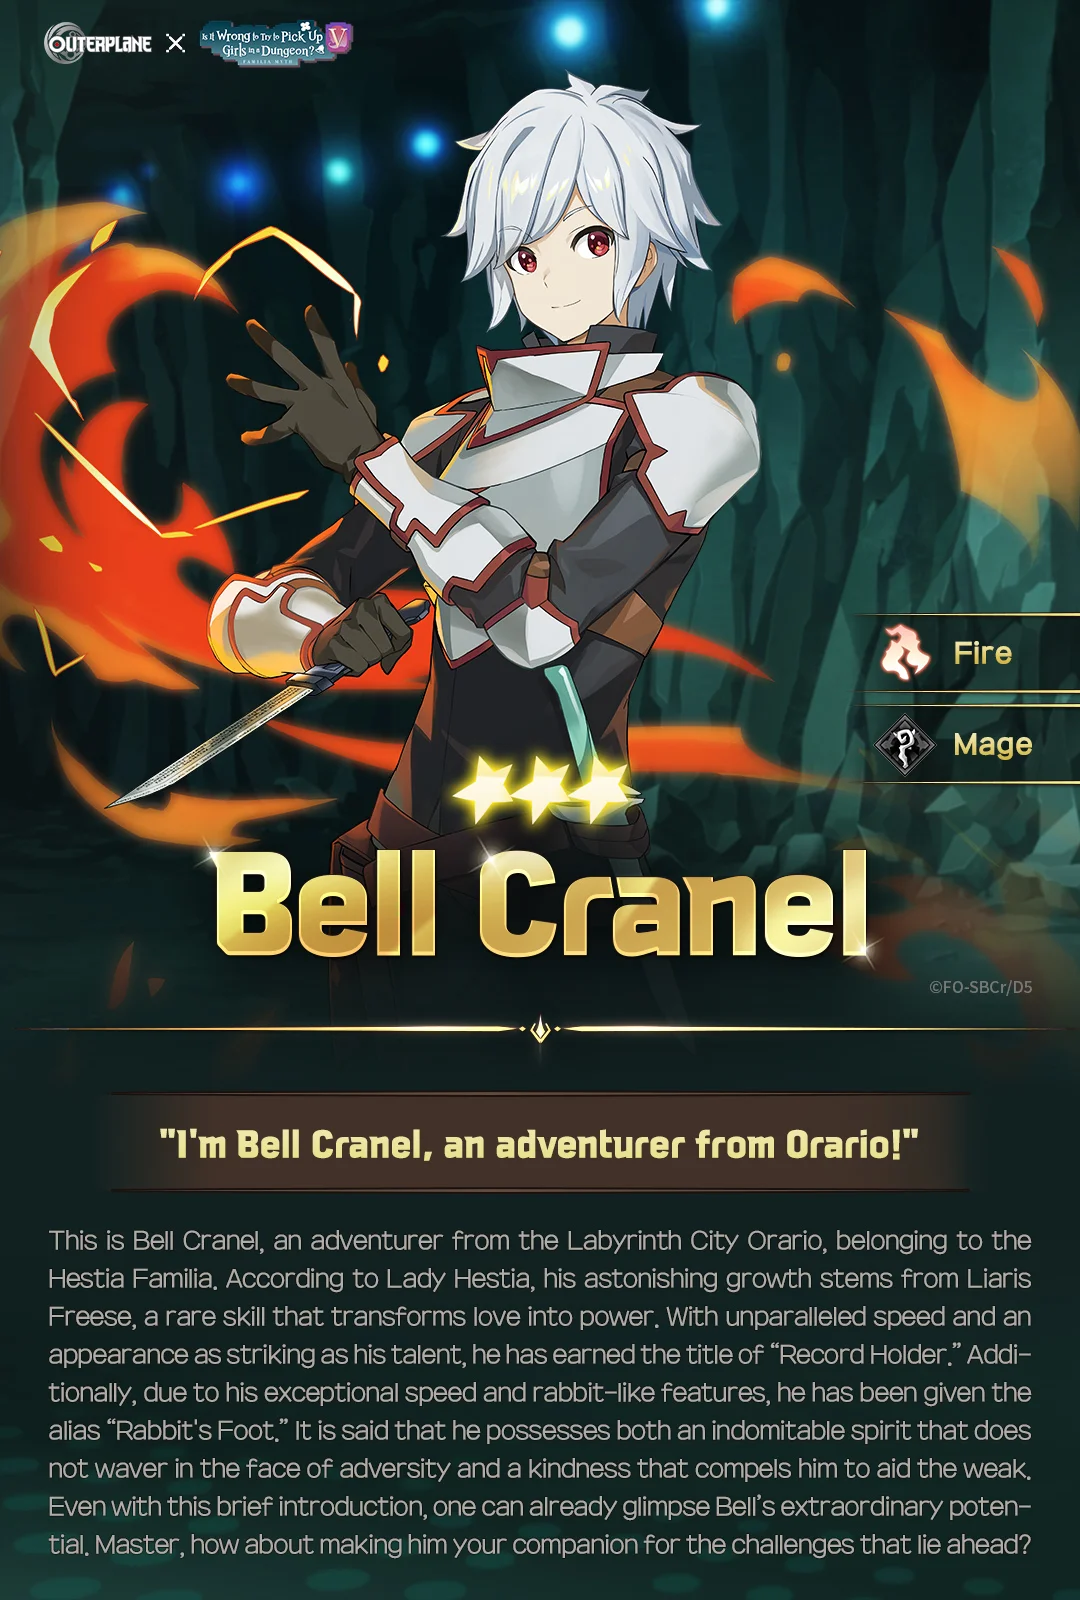 OUTERPLANE × Is It Wrong to Try to Pick Up
Girls in a Dungeon? V
FAMILIA MYTH
Fire
Mage
Bell Cranel
©FO-SBCr/D5
"I'm Bell Cranel, an adventurer from Orario!"
This is Bell Cranel, an adventurer from the Labyrinth City Orario, belonging to the
Hestia Familia. According to Lady Hestia, his astonishing growth stems from Liaris
Freese, a rare skill that transforms love into power. With unparalleled speed and an
appearance as striking as his talent, he has earned the title of “Record Holder.” Addi-
tionally, due to his exceptional speed and rabbit-like features, he has been given the
alias “Rabbit's Foot.” It is said that he possesses both an indomitable spirit that does
not waver in the face of adversity and a kindness that compels him to aid the weak.
Even with this brief introduction, one can already glimpse Bell’s extraordinary poten-
tial. Master, how about making him your companion for the challenges that lie ahead?